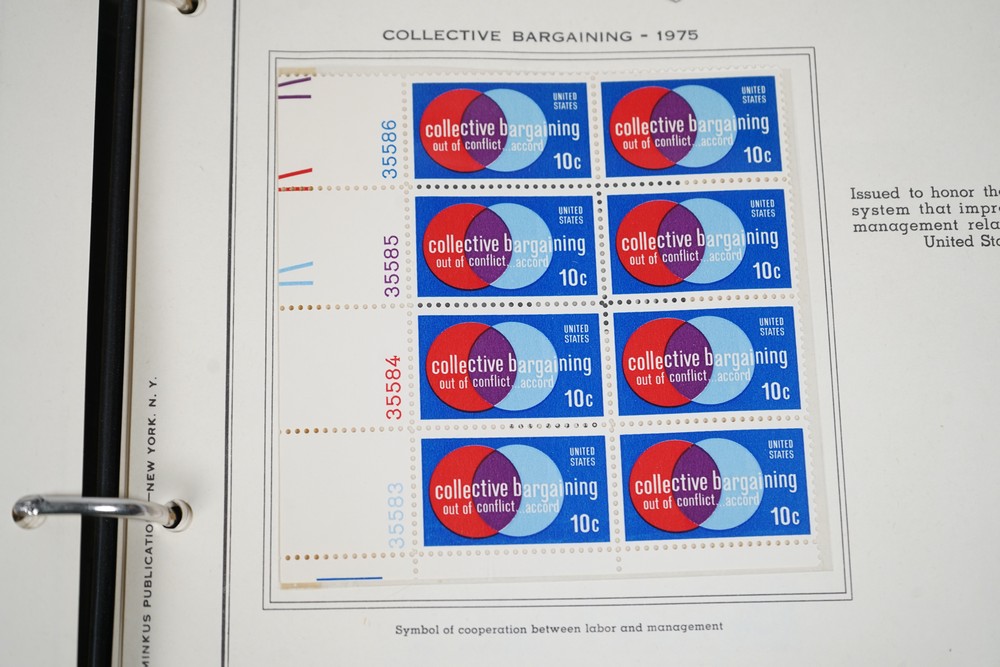 COLLECTIVE BARGAINING - 1975
35586
UNITED
STATES
collective bargaining
out of conflict...accord
10c
UNITED
STATES
collective bargaining
out of conflict...accord
10c
35585
UNITED
STATES
collective bargaining
out of conflict...accord
10c
UNITED
STATES
collective bargaining
out of conflict...accord
10c
35584
UNITED
STATES
collective bargaining
out of conflict...accord
10c
UNITED
STATES
collective bargaining
out of conflict...accord
10c
35583
UNITED
STATES
collective bargaining
out of conflict...accord
10c
UNITED
STATES
collective bargaining
out of conflict...accord
10c
Issued to honor
system that
management
United
Symbol of cooperation between labor and management
MINKUS NEW YORK, N. Y.